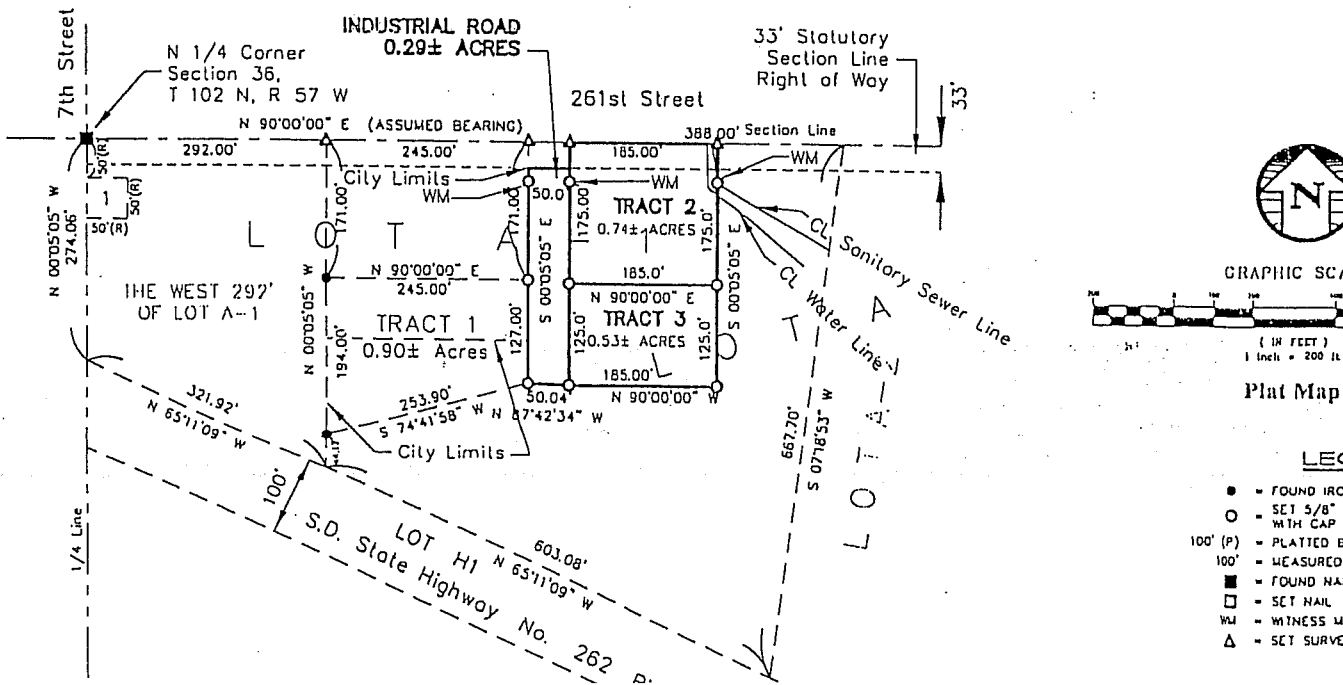 7th Street
N 1/4 Corner
Section 36,
T 102 N, R 57 W
INDUSTRIAL ROAD
0.29± ACRES
261st Street
33' Statutory
Section Line
Right of Way
33'
N 90°00'00" E (ASSUMED BEARING)
292.00'
245.00'
185.00'
388.00' Section Line
50'(R)
1
50'(R)
50'(R)
N 00°05'05" W
274.06'
City Limits
WM
WM
WM
50.0
171.00'
171.00'
175.00'
175.0'
TRACT 2
0.74± ACRES
L O T A
THE WEST 292'
OF LOT A-1
N 90°00'00" E
245.00'
TRACT 1
0.90± Acres
N 00°05'05" W
194.00'
127.00'
S 00°05'05" E
185.0'
N 90°00'00" E
TRACT 3
0.53± ACRES
125.0'
125.0'
S 00°05'05" E
185.00'
N 90°00'00" W
50.04'
N 87°42'34" W
253.90'
S 74°41'58" W
City Limits
CL Sanitary Sewer Line
CL Water Line
L O T A
667.70'
S 07°18'53" W
L O T A
321.92'
N 65°11'09" W
100'
LOT H1
S.D. State Highway No. 262
603.08'
N 65°11'09" W
1/4 Line
N
GRAPHIC SCA
( IN FEET )
1 inch = 200 ft
Plat Map
LEG
= FOUND IRO
= SET 5/8"
WITH CAP
100' (P) = PLATTED B
100' = MEASURED
= FOUND NA
= SET NAIL
WM = WITNESS M
= SET SURVE